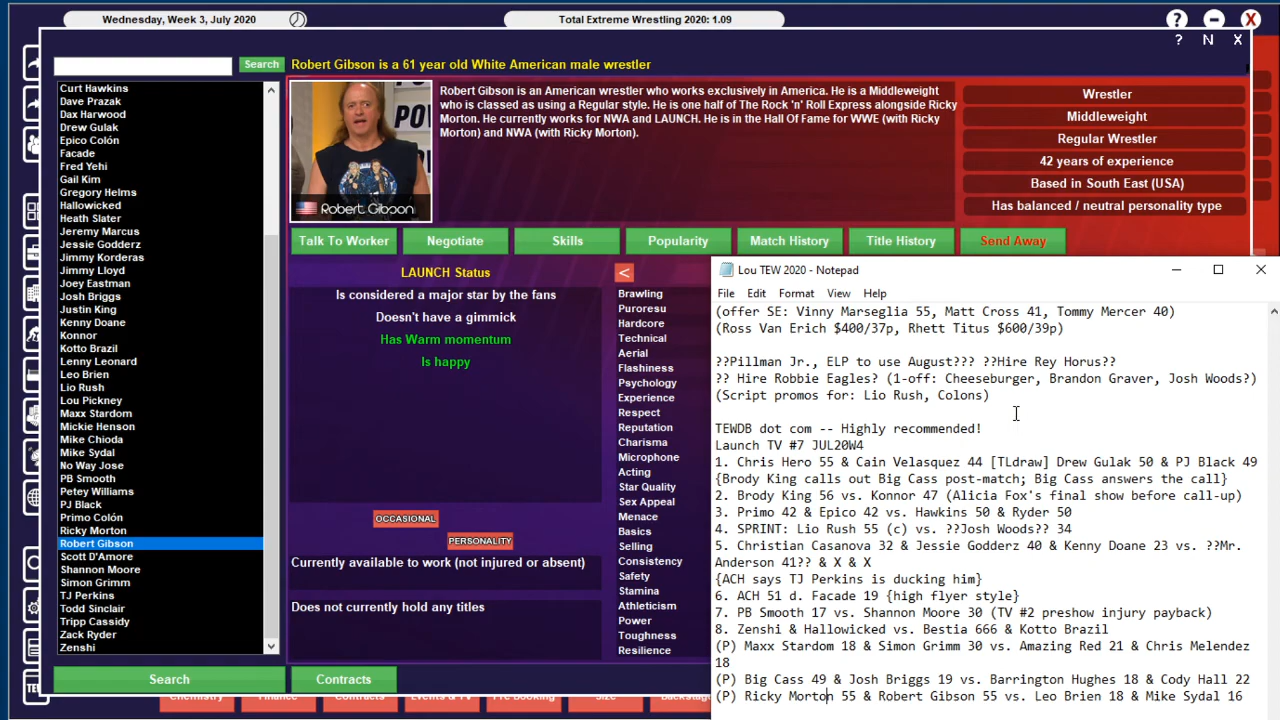 Wednesday, Week 3, July 2020
Total Extreme Wrestling 2020: 1.09
? X
? N X
Search
Robert Gibson is a 61 year old White American male wrestler
Curt Hawkins
Dave Prazak
Dax Harwood
Drew Gulak
Epico Colón
Facade
Fred Yehi
Gail Kim
Gregory Helms
Hallowicked
Heath Slater
Jeremy Marcus
Jessie Godderz
Jimmy Korderas
Jimmy Lloyd
Joey Eastman
Josh Briggs
Justin King
Kenny Doane
Konnor
Kotto Brazil
Lenny Leonard
Leo Brien
Lio Rush
Lou Pickney
Maxx Stardom
Mickie Henson
Mike Chioda
Mike Sydal
No Way Jose
PB Smooth
Petey Williams
PJ Black
Primo Colón
Ricky Morton
Robert Gibson
Scott D'Amore
Shannon Moore
Simon Grimm
TJ Perkins
Todd Sinclair
Tripp Cassidy
Zack Ryder
Zenshi
Search
Contracts
POV
PO
Robert Gibson
Robert Gibson is an American wrestler who works exclusively in America. He is a Middleweight
who is classed as using a Regular style. He is one half of The Rock 'n' Roll Express alongside Ricky
Morton. He currently works for NWA and LAUNCH. He is in the Hall Of Fame for WWE (with Ricky
Morton) and NWA (with Ricky Morton).
Wrestler
Middleweight
Regular Wrestler
42 years of experience
Based in South East (USA)
Has balanced / neutral personality type
Talk To Worker
Negotiate
Skills
Popularity
Match History
Title History
Send Away
LAUNCH Status
Is considered a major star by the fans
Doesn't have a gimmick
Has Warm momentum
Is happy
OCCASIONAL
PERSONALITY
Currently available to work (not injured or absent)
Does not currently hold any titles
<
Brawling
Puroresu
Hardcore
Technical
Aerial
Flashiness
Psychology
Experience
Respect
Reputation
Charisma
Microphone
Acting
Star Quality
Sex Appeal
Menace
Basics
Selling
Consistency
Safety
Stamina
Athleticism
Power
Toughness
Resilience
Lou TEW 2020 - Notepad
File Edit Format View Help
(offer SE: Vinny Marseglia 55, Matt Cross 41, Tommy Mercer 40)
(Ross Van Erich $400/37p, Rhett Titus $600/39p)
??Pillman Jr., ELP to use August??? ??Hire Rey Horus??
?? Hire Robbie Eagles? (1-off: Cheeseburger, Brandon Graver, Josh Woods?)
(Script promos for: Lio Rush, Colons)
TEWDB dot com -- Highly recommended!
Launch TV #7 JUL20W4
1. Chris Hero 55 & Cain Velasquez 44 [TLdraw] Drew Gulak 50 & PJ Black 49
{Brody King calls out Big Cass post-match; Big Cass answers the call}
2. Brody King 56 vs. Konnor 47 (Alicia Fox's final show before call-up)
3. Primo 42 & Epico 42 vs. Hawkins 50 & Ryder 50
4. SPRINT: Lio Rush 55 (c) vs. ??Josh Woods?? 34
5. Christian Casanova 32 & Jessie Godderz 40 & Kenny Doane 23 vs. ??Mr.
Anderson 41?? & X & X
{ACH says TJ Perkins is ducking him}
6. ACH 51 d. Facade 19 {high flyer style}
7. PB Smooth 17 vs. Shannon Moore 30 (TV #2 preshow injury payback)
8. Zenshi & Hallowicked vs. Bestia 666 & Kotto Brazil
(P) Maxx Stardom 18 & Simon Grimm 30 vs. Amazing Red 21 & Chris Melendez
18
(P) Big Cass 49 & Josh Briggs 19 vs. Barrington Hughes 18 & Cody Hall 22
(P) Ricky Morton 55 & Robert Gibson 55 vs. Leo Brien 18 & Mike Sydal 16